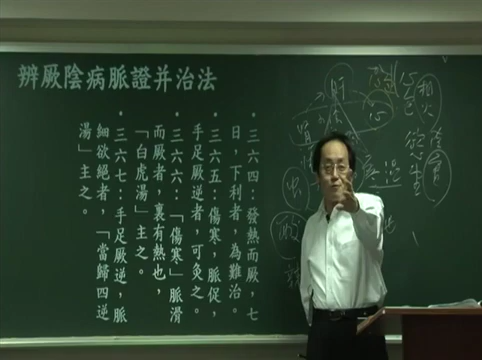 辨厥陰病脈證并治法
•三六四：發熱而厥，七
日，下利者，為難治。
•三六五：傷寒，脈促，
手足厥逆者，可灸之。
•三六六：「傷寒」脈滑
而厥者，裏有熱也，
「白虎湯」主之。
•三六七：手足厥逆，脈
細欲絕者，「當歸四逆
湯」主之。
肝
心
相火